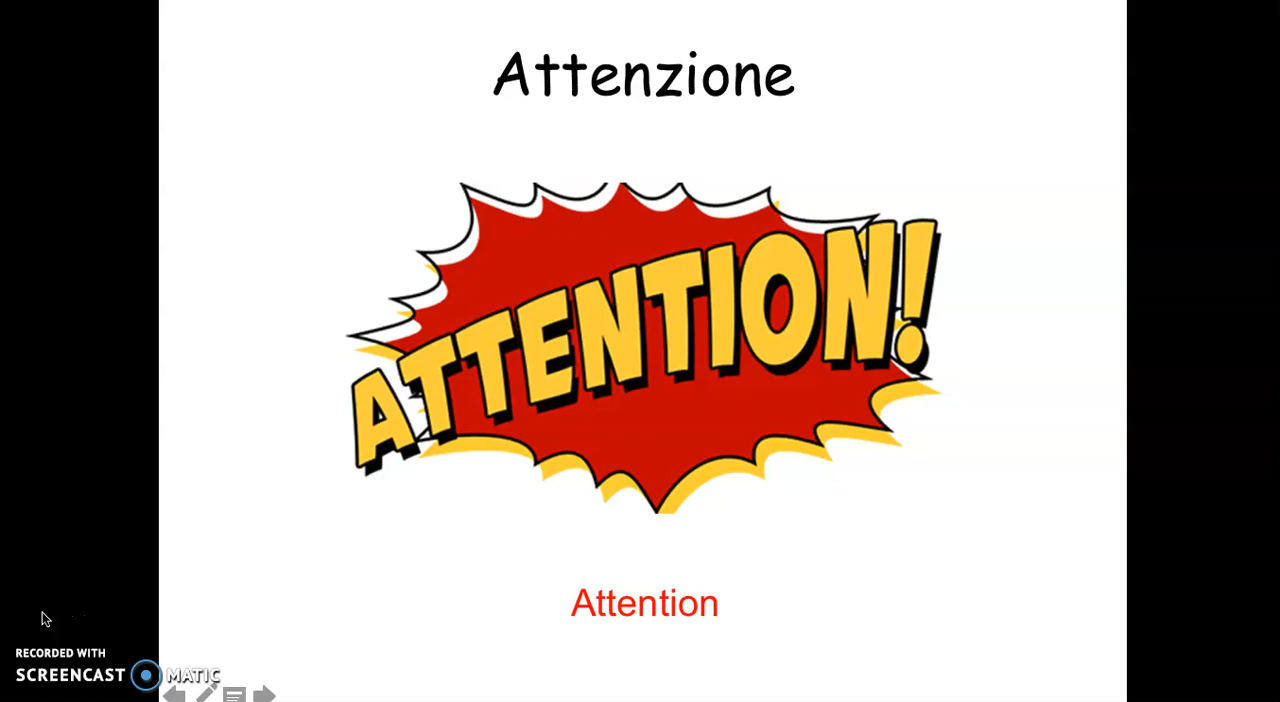 Attenzione
ATTENTION!
Attention
RECORDED WITH
SCREENCAST MATIC